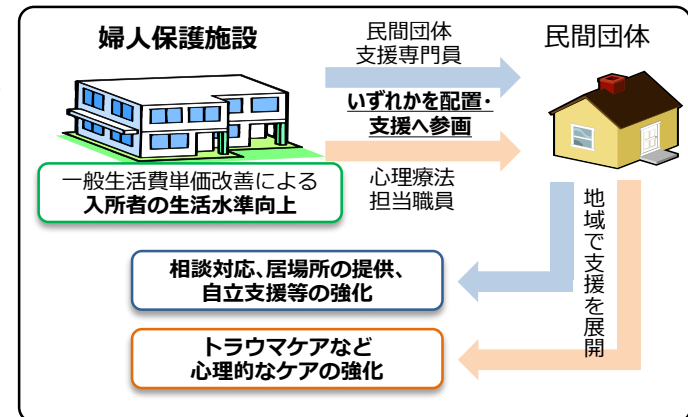 婦人保護施設
民間団体
支援専門員
民間団体
いずれかを配置・
支援へ参画
心理療法
担当職員
一般生活費単価改善による
入所者の生活水準向上
地域で支援を展開
相談対応、居場所の提供、
自立支援等の強化
トラウマケアなど
心理的なケアの強化